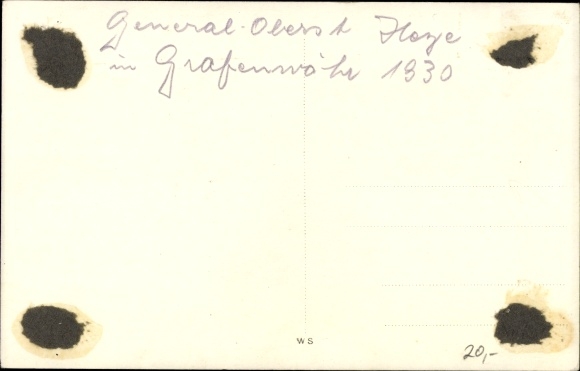 General-Oberst Heye
in Grafenwöhr 1930
WS
20,-